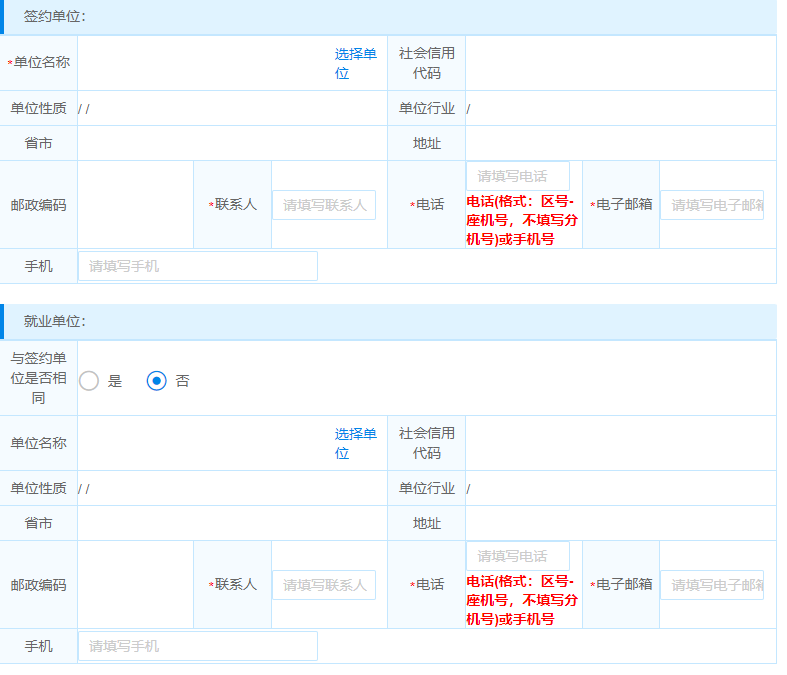 签约单位：
*单位名称
选择单
位
社会信用
代码
单位性质
/ /
单位行业
/
省市
地址
邮政编码
*联系人
请填写联系人
*电话
请填写电话
电话(格式：区号-
座机号，不填写分
机号)或手机号
*电子邮箱
请填写电子邮箱
手机
请填写手机
就业单位：
与签约单
位是否相
同
是
否
单位名称
选择单
位
社会信用
代码
单位性质
/ /
单位行业
/
省市
地址
邮政编码
*联系人
请填写联系人
*电话
请填写电话
电话(格式：区号-
座机号，不填写分
机号)或手机号
*电子邮箱
请填写电子邮箱
手机
请填写手机